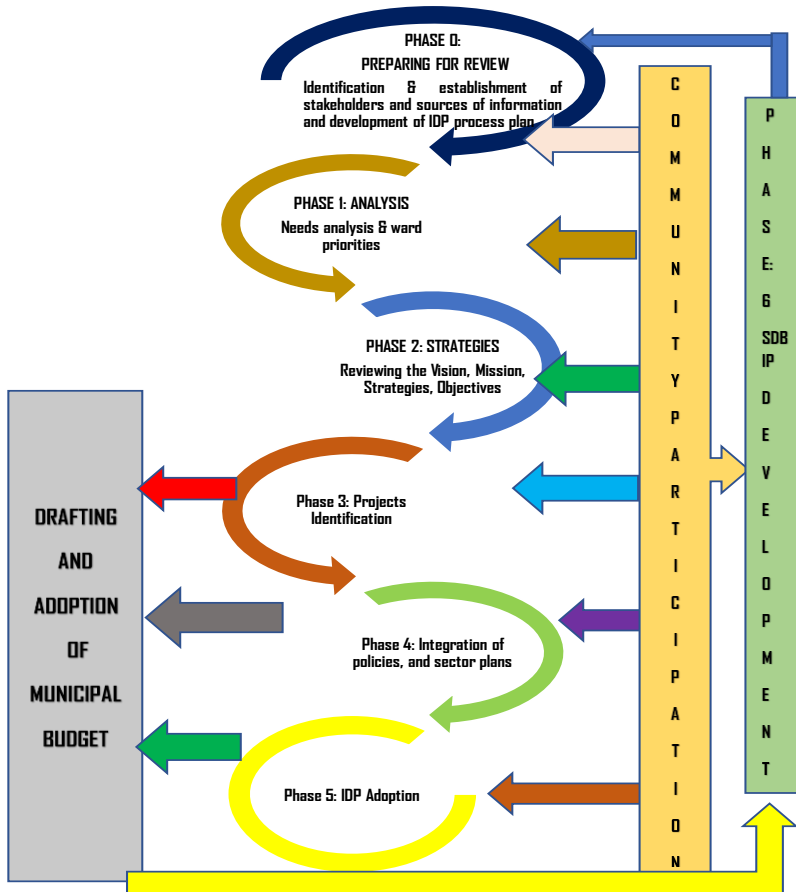 PHASE 0:
PREPARING FOR REVIEW
Identification & establishment of
stakeholders and sources of information
and development of IDP process plan
PHASE 1: ANALYSIS
Needs analysis & ward
priorities
PHASE 2: STRATEGIES
Reviewing the Vision, Mission,
Strategies, Objectives
Phase 3: Projects
Identification
Phase 4: Integration of
policies, and sector plans
Phase 5: IDP Adoption
DRAFTING
AND
ADOPTION
OF
MUNICIPAL
BUDGET
C
O
M
M
U
N
I
T
Y
P
A
R
T
I
C
I
P
A
T
I
O
N
P
H
A
S
E:
6
SDB
IP
D
E
V
E
L
O
P
M
E
N
T